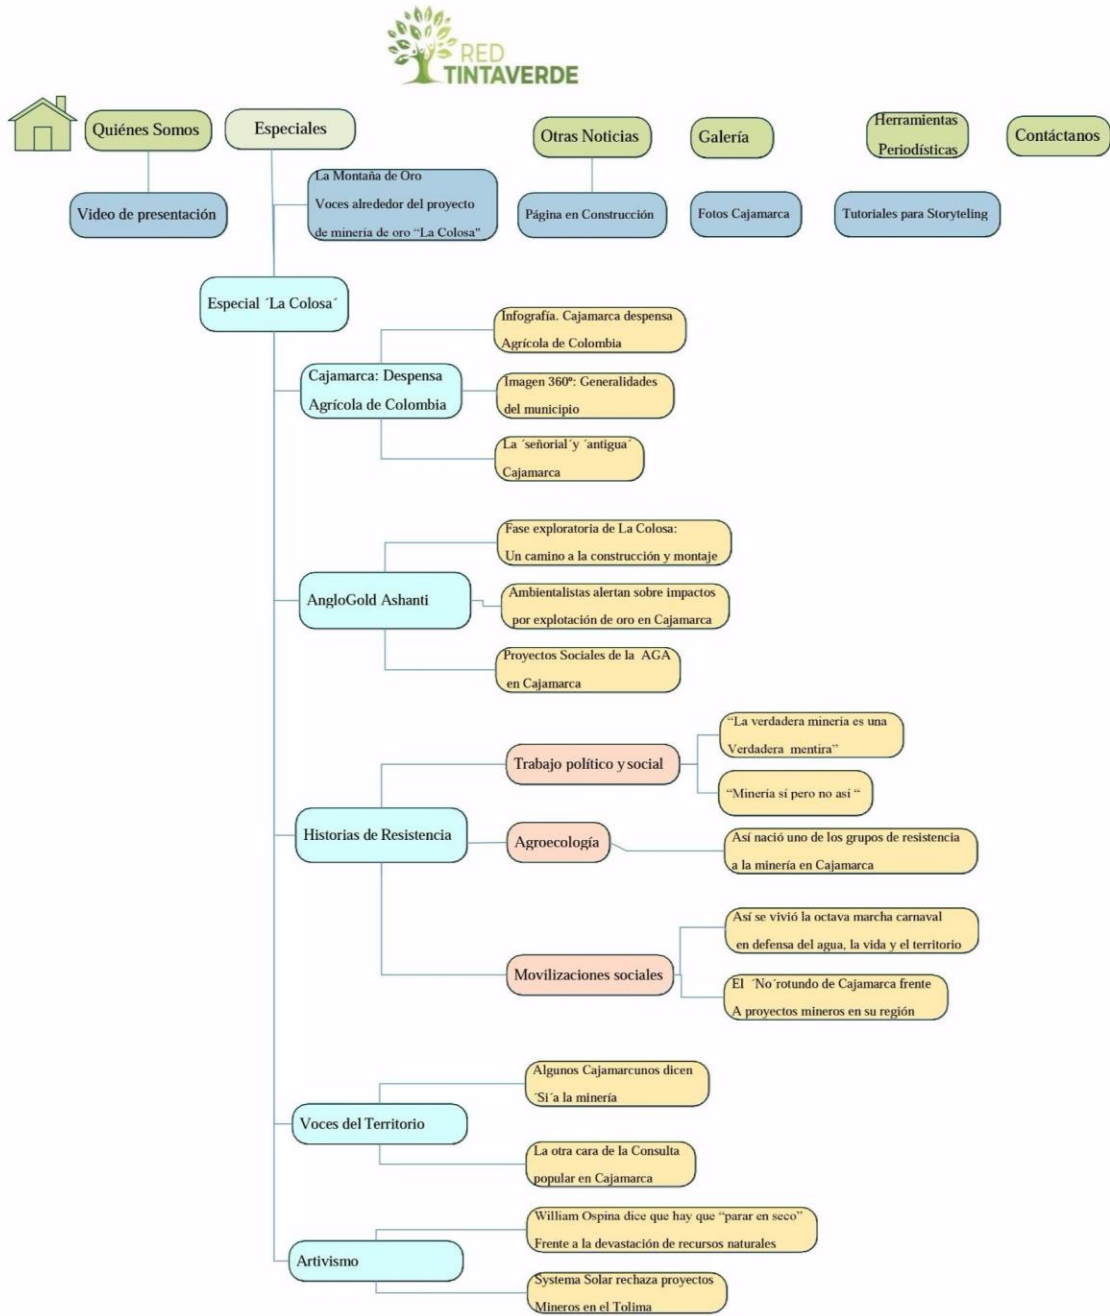 RED
TINTAVERDE
Quiénes Somos
Especiales
Otras Noticias
Galería
Herramientas
Periodísticas
Contáctanos
Video de presentación
La Montaña de Oro
Voces alrededor del proyecto
de minería de oro “La Colosa”
Página en Construcción
Fotos Cajamarca
Tutoriales para Storyteling
Especial ´La Colosa´
Cajamarca: Despensa
Agrícola de Colombia
Infografía. Cajamarca despensa
Agrícola de Colombia
Imagen 360º: Generalidades
del municipio
La ´señorial´y ´antigua´
Cajamarca
AngloGold Ashanti
Fase exploratoria de La Colosa:
Un camino a la construcción y montaje
Ambientalistas alertan sobre impactos
por explotación de oro en Cajamarca
Proyectos Sociales de la AGA
en Cajamarca
Historias de Resistencia
Trabajo político y social
“La verdadera mineria es una
Verdadera mentira”
“Minería sí pero no así “
Agroecología
Así nació uno de los grupos de resistencia
a la minería en Cajamarca
Movilizaciones sociales
Así se vivió la octava marcha carnaval
en defensa del agua, la vida y el territorio
El ´No´rotundo de Cajamarca frente
A proyectos mineros en su región
Voces del Territorio
Algunos Cajamarcunos dicen
´Si´a la minería
La otra cara de la Consulta
popular en Cajamarca
Artivismo
William Ospina dice que hay que “parar en seco”
Frente a la devastación de recursos naturales
Systema Solar rechaza proyectos
Mineros en el Tolima